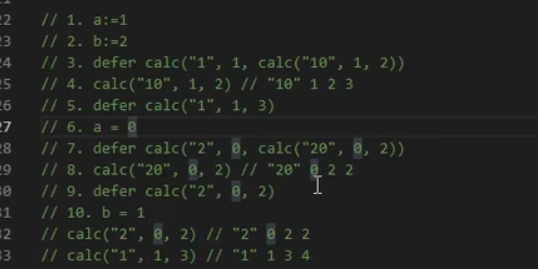 22 // 1. a:=1
23 // 2. b:=2
24 // 3. defer calc("1", 1, calc("10", 1, 2))
25 // 4. calc("10", 1, 2) // "10" 1 2 3
26 // 5. defer calc("1", 1, 3)
27 // 6. a = 0
28 // 7. defer calc("2", 0, calc("20", 0, 2))
29 // 8. calc("20", 0, 2) // "20" 0 2 2
30 // 9. defer calc("2", 0, 2)
31 // 10. b = 1
32 // calc("2", 0, 2) // "2" 0 2 2
33 // calc("1", 1, 3) // "1" 1 3 4